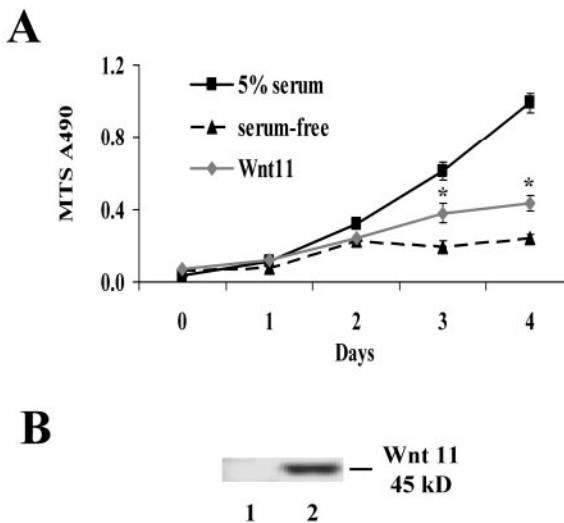 A
1.2
0.8
0.4
0.0
MTS A490
5% serum
serum-free
Wnt11
*
*
0 1 2 3 4
Days
B
Wnt 11
45 kD
1 2